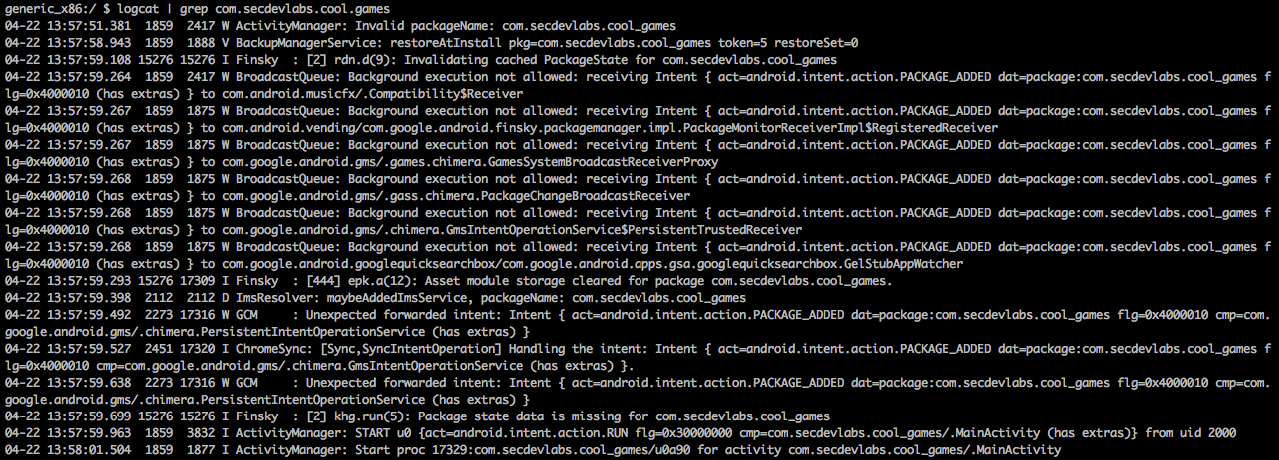 generic_x86:/ $ logcat | grep com.secdevlabs.cool.games
04-22 13:57:51.381  1859  2417 W ActivityManager: Invalid packageName: com.secdevlabs.cool_games
04-22 13:57:58.943  1859  1888 V BackupManagerService: restoreAtInstall pkg=com.secdevlabs.cool_games token=5 restoreSet=0
04-22 13:57:59.108 15276 15276 I Finsky  : [2] rdn.d(9): Invalidating cached PackageState for com.secdevlabs.cool_games
04-22 13:57:59.264  1859  2417 W BroadcastQueue: Background execution not allowed: receiving Intent { act=android.intent.action.PACKAGE_ADDED dat=package:com.secdevlabs.cool_games f
lg=0x4000010 (has extras) } to com.android.musicfx/.Compatibility$Receiver
04-22 13:57:59.267  1859  1875 W BroadcastQueue: Background execution not allowed: receiving Intent { act=android.intent.action.PACKAGE_ADDED dat=package:com.secdevlabs.cool_games f
lg=0x4000010 (has extras) } to com.android.vending/com.google.android.finsky.packagemanager.impl.PackageMonitorReceiverImpl$RegisteredReceiver
04-22 13:57:59.267  1859  1875 W BroadcastQueue: Background execution not allowed: receiving Intent { act=android.intent.action.PACKAGE_ADDED dat=package:com.secdevlabs.cool_games f
lg=0x4000010 (has extras) } to com.google.android.gms/.games.chimera.GamesSystemBroadcastReceiverProxy
04-22 13:57:59.268  1859  1875 W BroadcastQueue: Background execution not allowed: receiving Intent { act=android.intent.action.PACKAGE_ADDED dat=package:com.secdevlabs.cool_games f
lg=0x4000010 (has extras) } to com.google.android.gms/.gass.chimera.PackageChangeBroadcastReceiver
04-22 13:57:59.268  1859  1875 W BroadcastQueue: Background execution not allowed: receiving Intent { act=android.intent.action.PACKAGE_ADDED dat=package:com.secdevlabs.cool_games f
lg=0x4000010 (has extras) } to com.google.android.gms/.chimera.GmsIntentOperationService$PersistentTrustedReceiver
04-22 13:57:59.268  1859  1875 W BroadcastQueue: Background execution not allowed: receiving Intent { act=android.intent.action.PACKAGE_ADDED dat=package:com.secdevlabs.cool_games f
lg=0x4000010 (has extras) } to com.google.android.googlequicksearchbox/com.google.android.apps.gsa.googlequicksearchbox.GelStubAppWatcher
04-22 13:57:59.293 15276 17309 I Finsky  : [444] epk.a(12): Asset module storage cleared for package com.secdevlabs.cool_games.
04-22 13:57:59.398  2112  2112 D ImsResolver: maybeAddedImsService, packageName: com.secdevlabs.cool_games
04-22 13:57:59.492  2273 17316 W GCM     : Unexpected forwarded intent: Intent { act=android.intent.action.PACKAGE_ADDED dat=package:com.secdevlabs.cool_games flg=0x4000010 cmp=com.
google.android.gms/.chimera.PersistentIntentOperationService (has extras) }
04-22 13:57:59.527  2451 17320 I ChromeSync: [Sync,SyncIntentOperation] Handling the intent: Intent { act=android.intent.action.PACKAGE_ADDED dat=package:com.secdevlabs.cool_games f
lg=0x4000010 cmp=com.google.android.gms/.chimera.GmsIntentOperationService (has extras) }.
04-22 13:57:59.638  2273 17316 W GCM     : Unexpected forwarded intent: Intent { act=android.intent.action.PACKAGE_ADDED dat=package:com.secdevlabs.cool_games flg=0x4000010 cmp=com.
google.android.gms/.chimera.PersistentIntentOperationService (has extras) }
04-22 13:57:59.699 15276 15276 I Finsky  : [2] khg.run(5): Package state data is missing for com.secdevlabs.cool_games
04-22 13:57:59.963  1859  3832 I ActivityManager: START u0 {act=android.intent.action.RUN flg=0x30000000 cmp=com.secdevlabs.cool_games/.MainActivity (has extras)} from uid 2000
04-22 13:58:01.504  1859  1877 I ActivityManager: Start proc 17329:com.secdevlabs.cool_games/u0a90 for activity com.secdevlabs.cool_games/.MainActivity